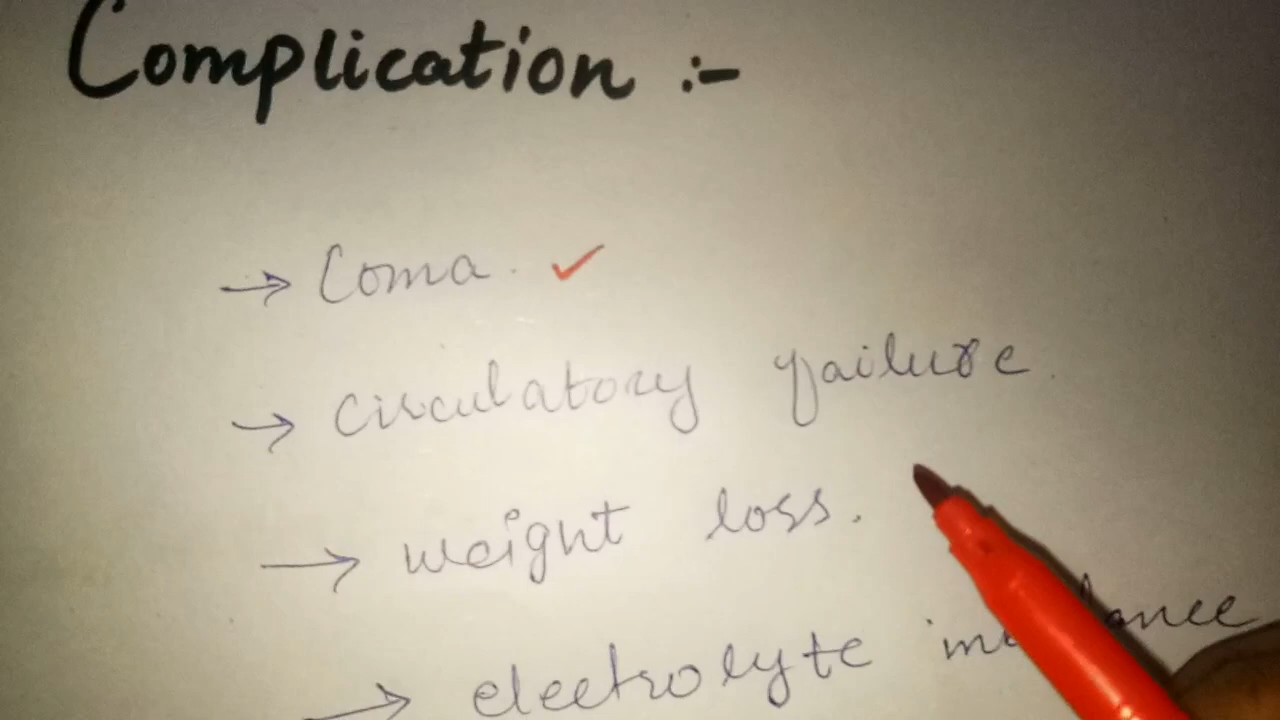 Complication :-
→ Coma.
→ Circulatory failure.
→ weight loss.
→ electrolyte